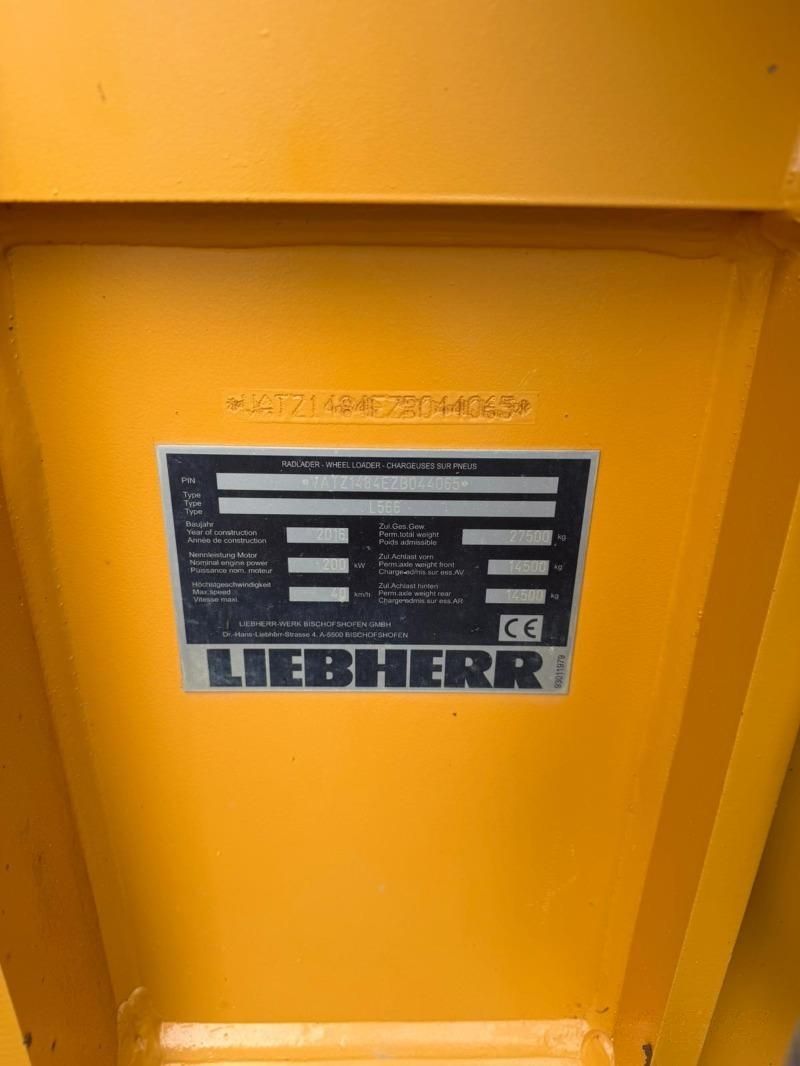 *VATZ1484EZB044065*
RADLADER - WHEEL LOADER - CHARGEUSES SUR PNEUS
PIN *VATZ1484EZB044065*
Type
Type L566
Type
Baujahr
Year of construction 2016
Année de construction
Zul.Ges.Gew.
Perm.total weight 27500 kg
Poids admissible
Nennleistung Motor
Nominal engine power 200 kW
Puissance nom. moteur
Zul.Achlast vorn
Perm.axle weight front 14500 kg
Charge admis sur ess.AV
Höchstgeschwindigkeit
Max.speed 40 km/h
Vitesse maxi.
Zul.Achlast hinten
Perm.axle weight rear 14500 kg
Charge admis sur ess.AR
LIEBHERR-WERK BISCHOFSHOFEN GMBH
Dr.-Hans-Liebherr-Strasse 4, A-5500 BISCHOFSHOFEN
CE
LIEBHERR
93011979